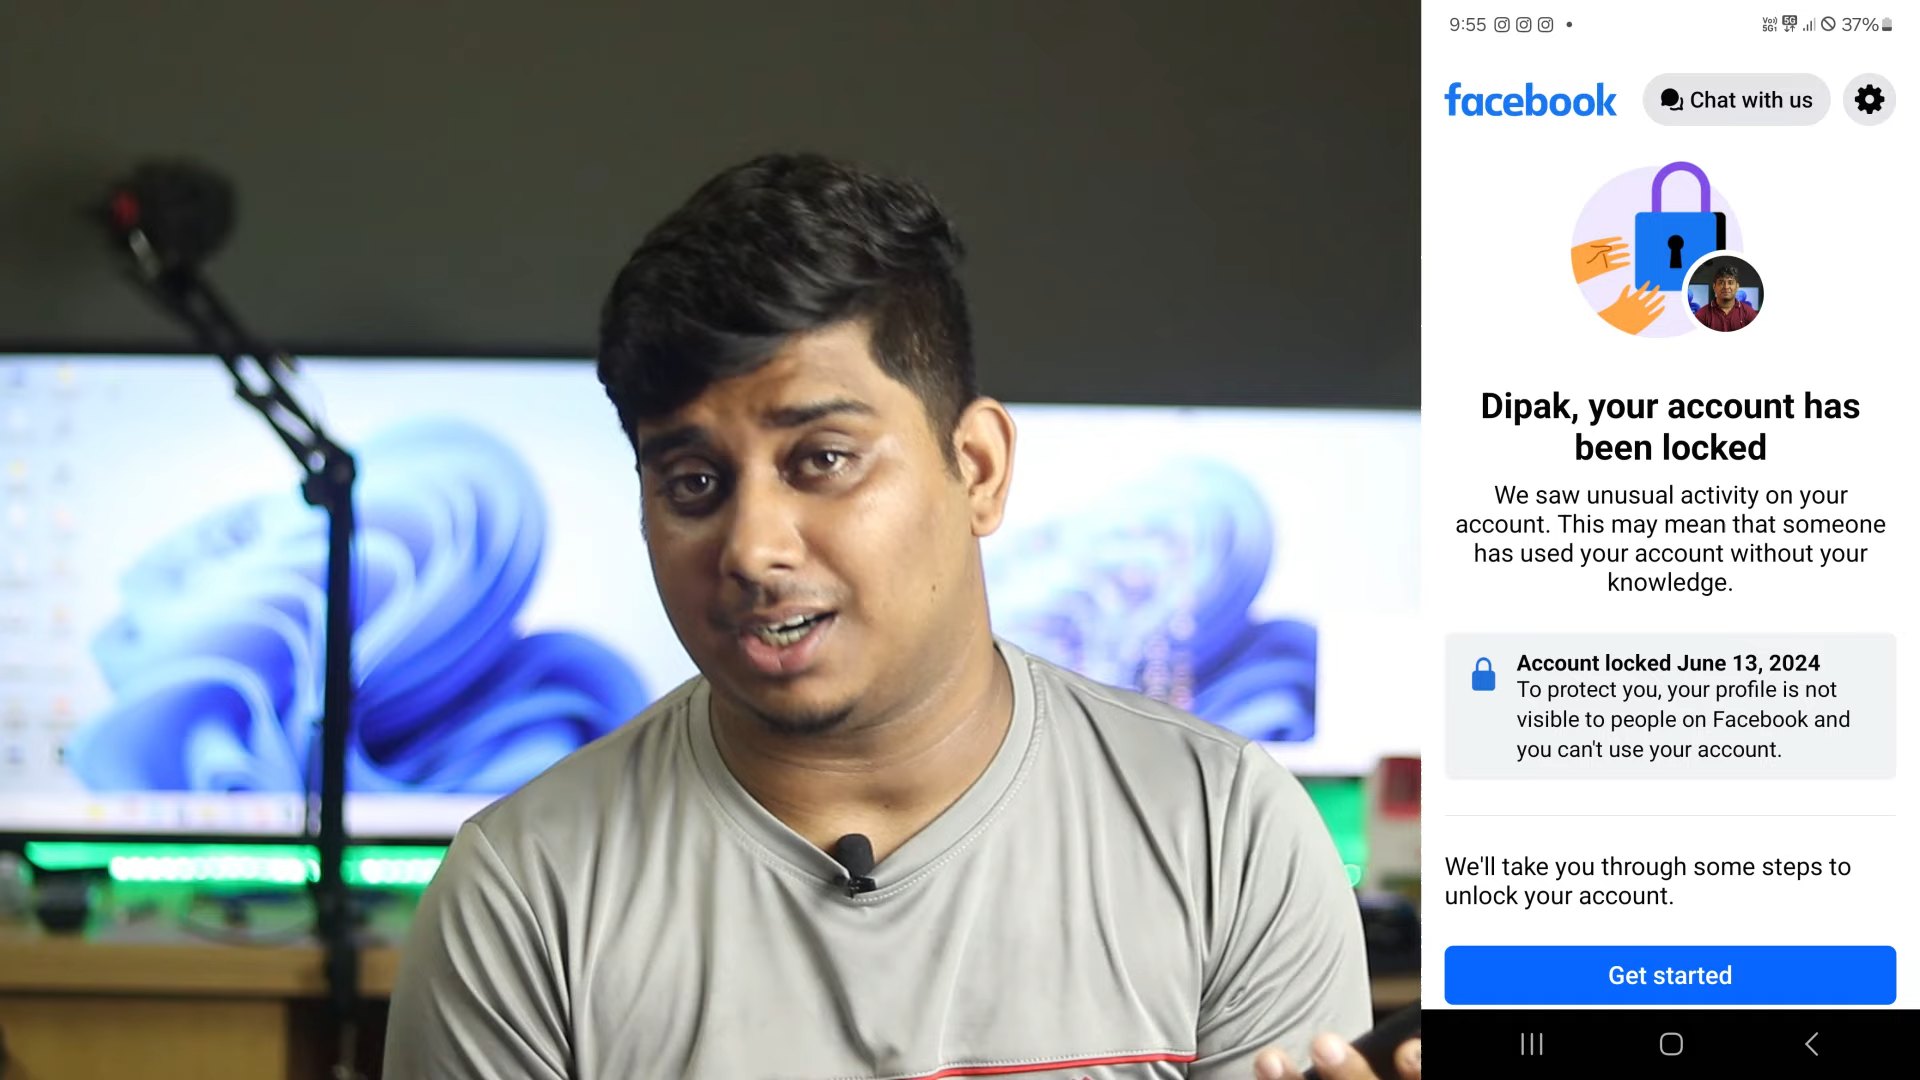 9:55
Vo)) 5G 37%
5G1
facebook
Chat with us
Dipak, your account has
been locked
We saw unusual activity on your
account. This may mean that someone
has used your account without your
knowledge.
Account locked June 13, 2024
To protect you, your profile is not
visible to people on Facebook and
you can't use your account.
We'll take you through some steps to
unlock your account.
Get started